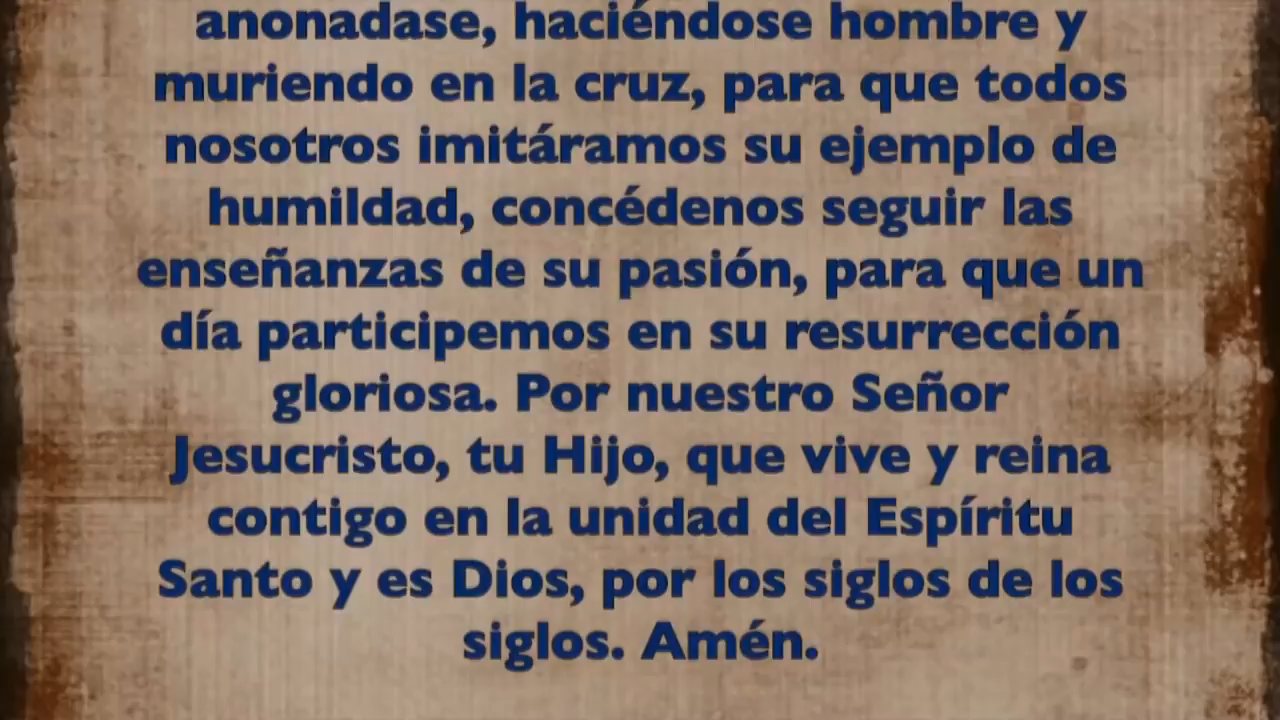 anonadase, haciéndose hombre y
muriendo en la cruz, para que todos
nosotros imitáramos su ejemplo de
humildad, concédenos seguir las
enseñanzas de su pasión, para que un
día participemos en su resurrección
gloriosa. Por nuestro Señor
Jesucristo, tu Hijo, que vive y reina
contigo en la unidad del Espíritu
Santo y es Dios, por los siglos de los
siglos. Amén.